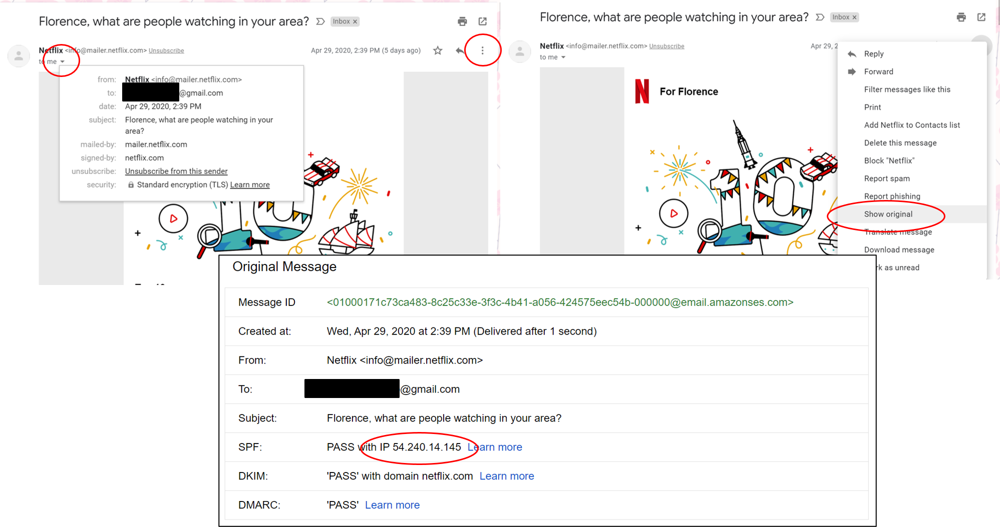 Florence, what are people watching in your area?
Inbox ×
Netflix <info@mailer.netflix.com> Unsubscribe
Apr 29, 2020, 2:39 PM (5 days ago)
to me
from: Netflix <info@mailer.netflix.com>
to: @gmail.com
date: Apr 29, 2020, 2:39 PM
subject: Florence, what are people watching in your
area?
mailed-by: mailer.netflix.com
signed-by: netflix.com
unsubscribe: Unsubscribe from this sender
security: Standard encryption (TLS) Learn more
Florence, what are people watching in your area?
Inbox ×
Netflix <info@mailer.netflix.com> Unsubscribe
Apr 29, 2
to me
N For Florence
10
Reply
Forward
Filter messages like this
Print
Add Netflix to Contacts list
Delete this message
Block "Netflix"
Report spam
Report phishing
Show original
Translate message
Download message
rk as unread
Original Message
Message ID <01000171c73ca483-8c25c33e-3f3c-4b41-a056-424575eec54b-000000@email.amazonses.com>
Created at: Wed, Apr 29, 2020 at 2:39 PM (Delivered after 1 second)
From: Netflix <info@mailer.netflix.com>
To: @gmail.com
Subject: Florence, what are people watching in your area?
SPF: PASS with IP 54.240.14.145 Learn more
DKIM: 'PASS' with domain netflix.com Learn more
DMARC: 'PASS' Learn more